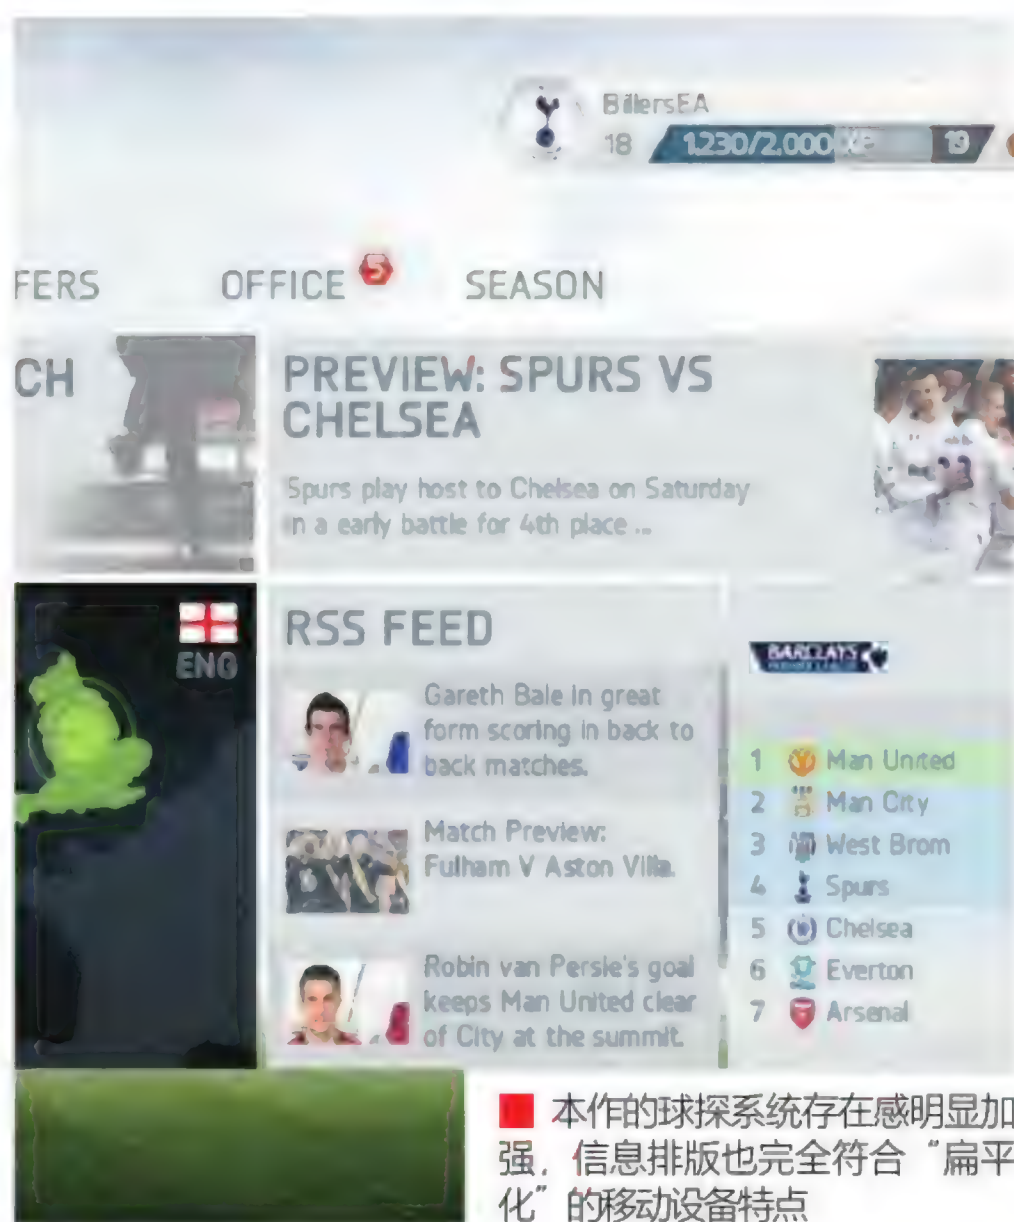 BillersEA
18 1.230/2.000 XP 19
FERS OFFICE 5 SEASON
CH
PREVIEW: SPURS VS
CHELSEA
Spurs play host to Chelsea on Saturday
in a early battle for 4th place ...
ENG
RSS FEED
Gareth Bale in great
form scoring in back to
back matches.
Match Preview:
Fulham V Aston Villa.
Robin van Persie's goal
keeps Man United clear
of City at the summit.
BARCLAYS
PREMIER LEAGUE
1 Man United
2 Man City
3 West Brom
4 Spurs
5 Chelsea
6 Everton
7 Arsenal
本作的球探系统存在感明显加
强，信息排版也完全符合“扁平
化”的移动设备特点